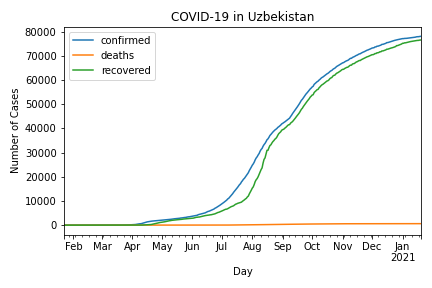 COVID-19 in Uzbekistan
confirmed
deaths
recovered
Number of Cases
80000
70000
60000
50000
40000
30000
20000
10000
0
Feb Mar Apr May Jun Jul Aug Sep Oct Nov Dec Jan
2021
Day